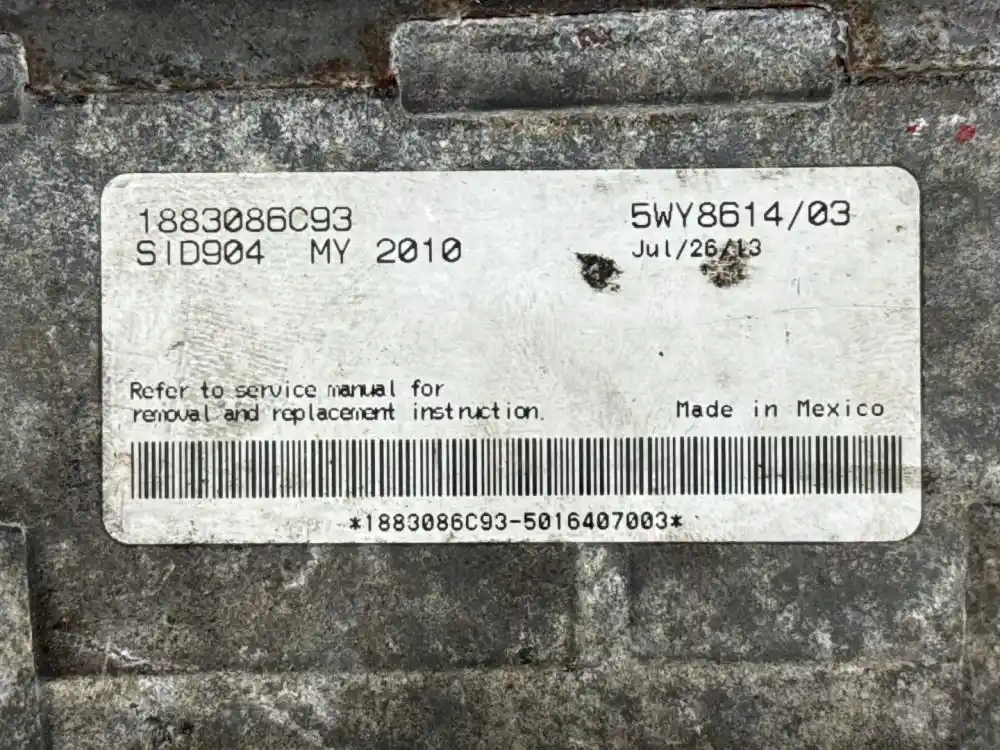 1883086C93 5WY8614/03
SID904 MY 2010 Jul/26/13
Refer to service manual for
removal and replacement instruction. Made in Mexico
*1883086C93-5016407003*